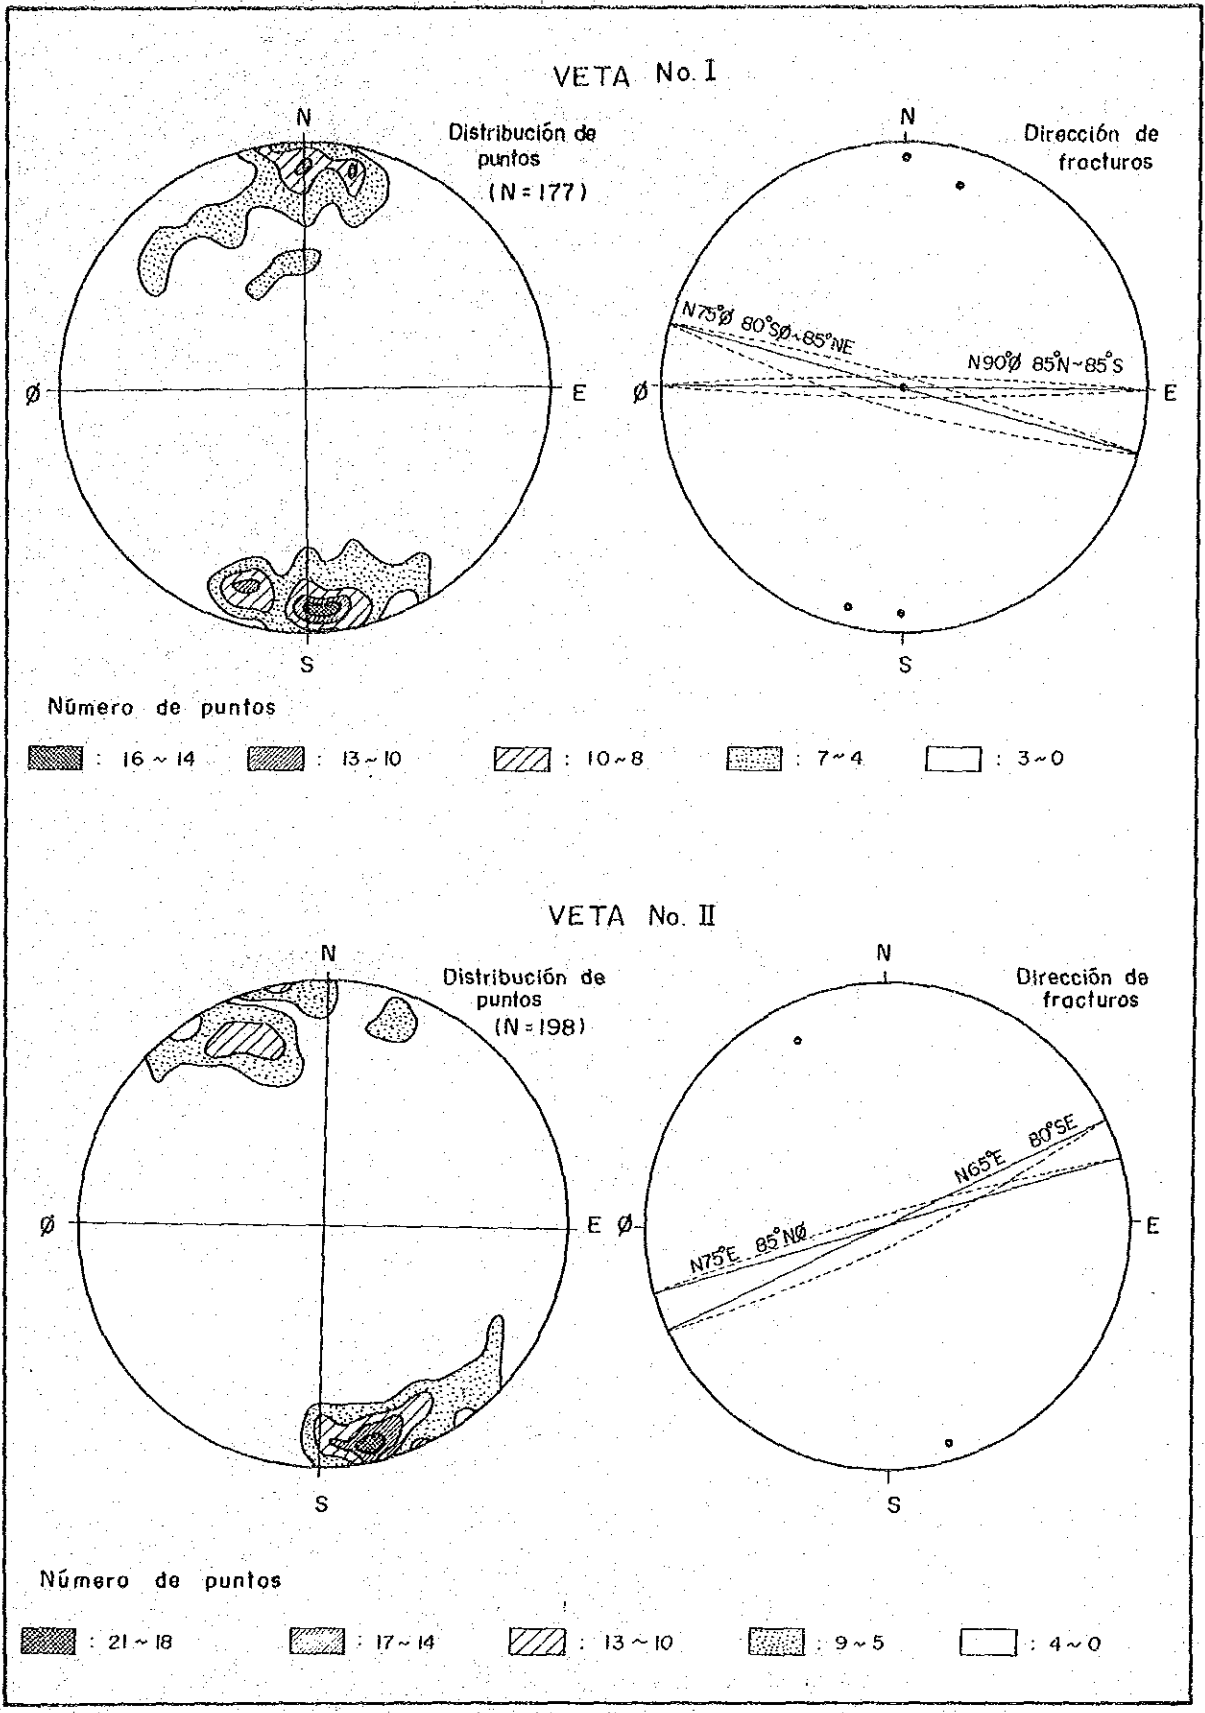 VETA No. I
N
Distribución de
puntos
(N=177)
Ø
E
S
N
Dirección de
fracturos
N75°Ø 80°SØ~85°NE
N90°Ø 85°N~85°S
Ø
E
S
Número de puntos
: 16 ~ 14
: 13~10
: 10~8
: 7~4
: 3~0
VETA No. II
N
Distribución de
puntos
(N=198)
Ø
E
S
N
Dirección de
fracturos
N65°E 80°SE
N75°E 85°NØ
Ø
E
S
Número de puntos
: 21 ~ 18
: 17~14
: 13~10
: 9~5
: 4~0